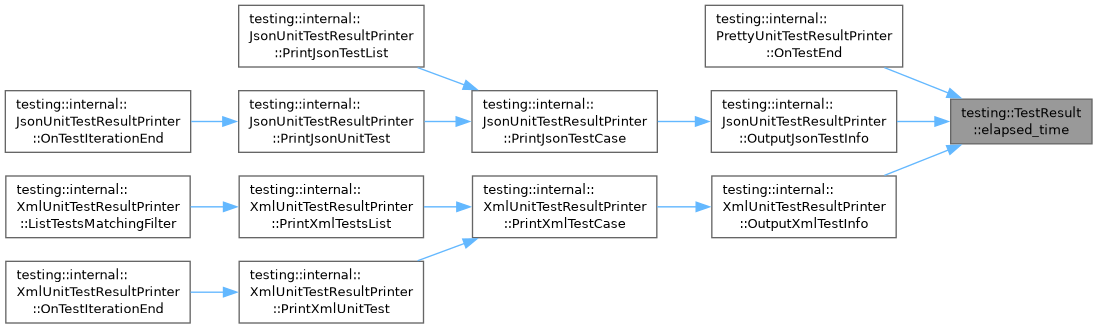 testing::internal::
JsonUnitTestResultPrinter
::PrintJsonTestList
testing::internal::
PrettyUnitTestResultPrinter
::OnTestEnd
testing::internal::
JsonUnitTestResultPrinter
::OnTestIterationEnd
testing::internal::
JsonUnitTestResultPrinter
::PrintJsonUnitTest
testing::internal::
JsonUnitTestResultPrinter
::PrintJsonTestCase
testing::internal::
JsonUnitTestResultPrinter
::OutputJsonTestInfo
testing::TestResult
::elapsed_time
testing::internal::
XmlUnitTestResultPrinter
::ListTestsMatchingFilter
testing::internal::
XmlUnitTestResultPrinter
::PrintXmlTestsList
testing::internal::
XmlUnitTestResultPrinter
::PrintXmlTestCase
testing::internal::
XmlUnitTestResultPrinter
::OutputXmlTestInfo
testing::internal::
XmlUnitTestResultPrinter
::OnTestIterationEnd
testing::internal::
XmlUnitTestResultPrinter
::PrintXmlUnitTest